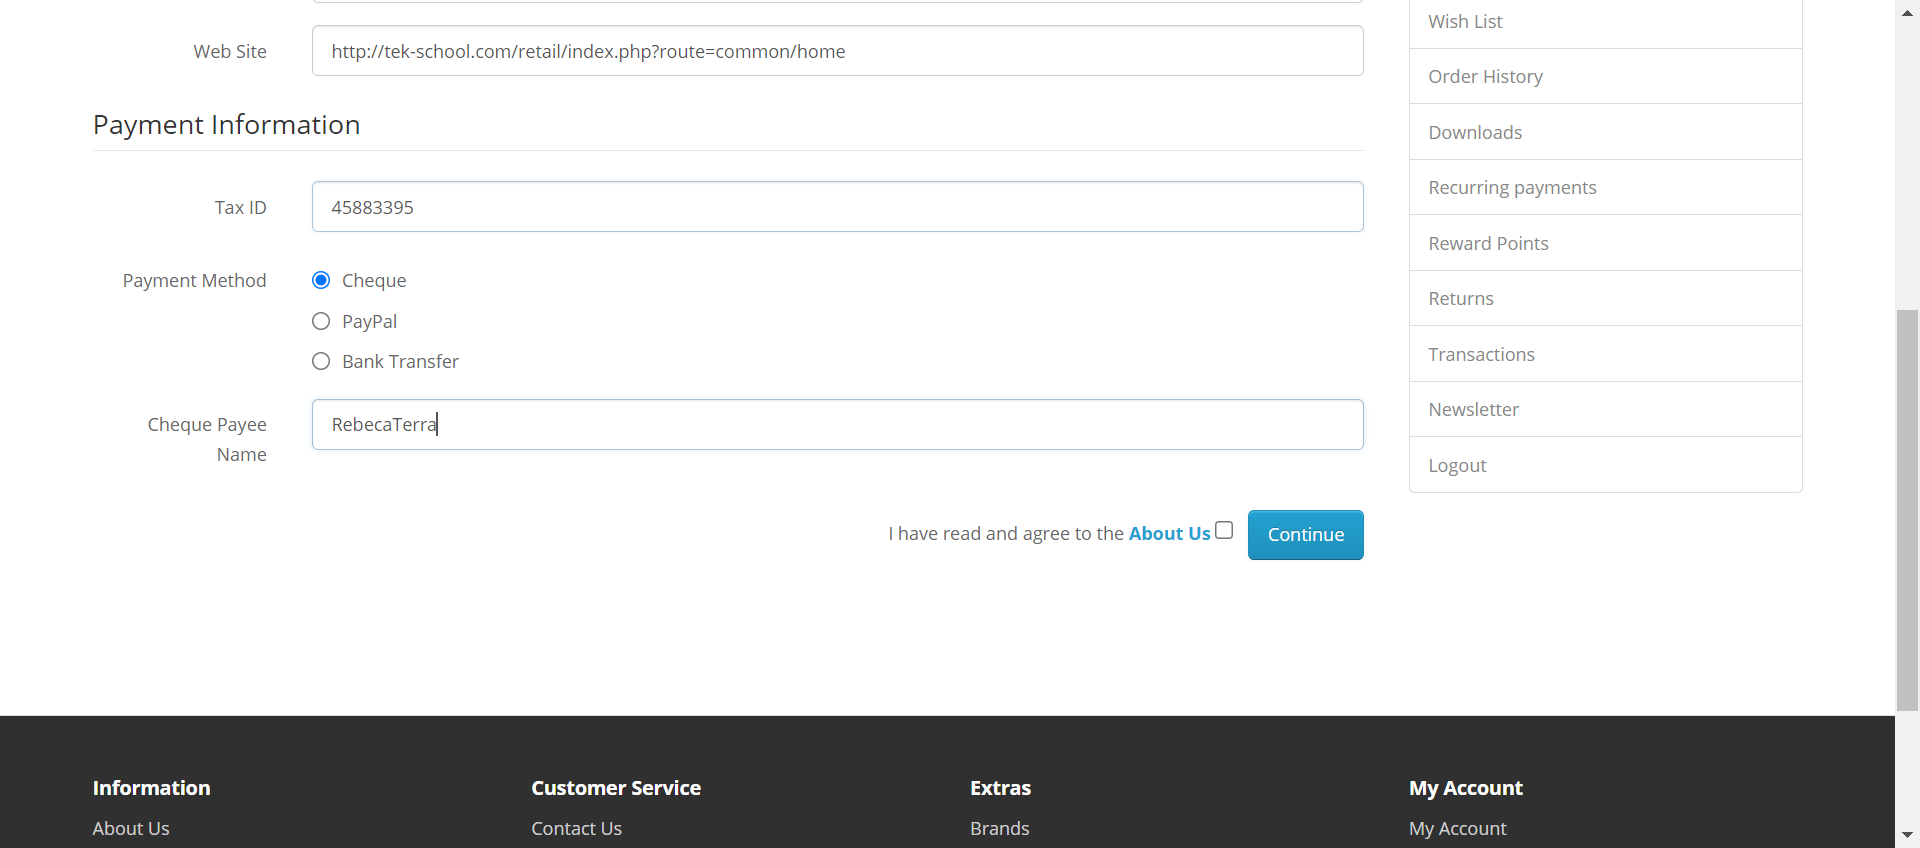 Web Site
http://tek-school.com/retail/index.php?route=common/home
Payment Information
Tax ID
45883395
Payment Method
Cheque
PayPal
Bank Transfer
Cheque Payee
Name
RebecaTerra
I have read and agree to the About Us
Continue
Wish List
Order History
Downloads
Recurring payments
Reward Points
Returns
Transactions
Newsletter
Logout
Information
About Us
Customer Service
Contact Us
Extras
Brands
My Account
My Account